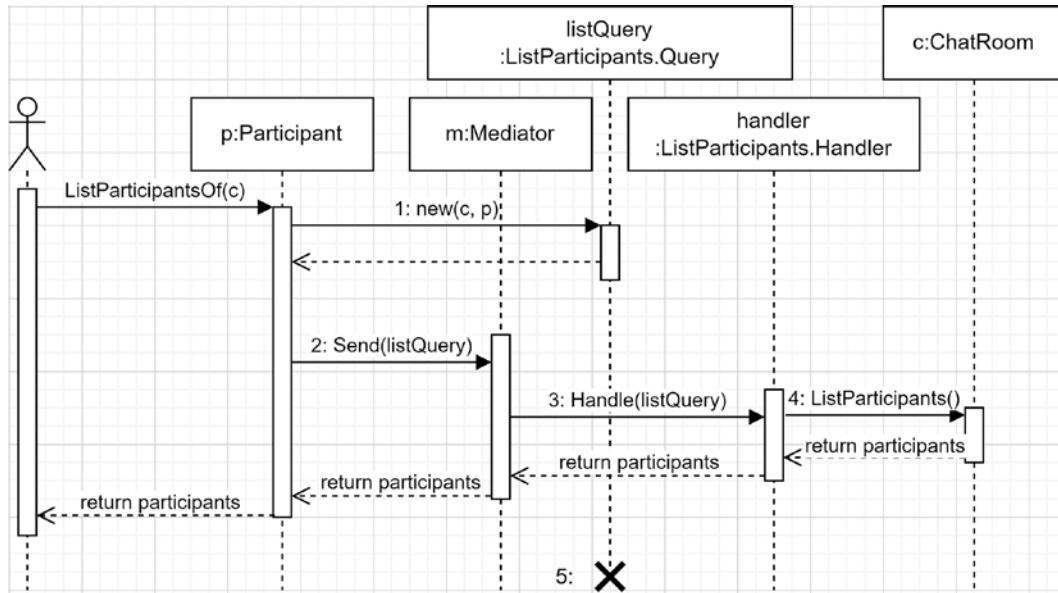 listQuery
:ListParticipants.Query
c:ChatRoom
p:Participant
m:Mediator
handler
:ListParticipants.Handler
ListParticipantsOf(c)
1: new(c, p)
2: Send(listQuery)
3: Handle(listQuery)
4: ListParticipants()
return participants
return participants
return participants
return participants
5: